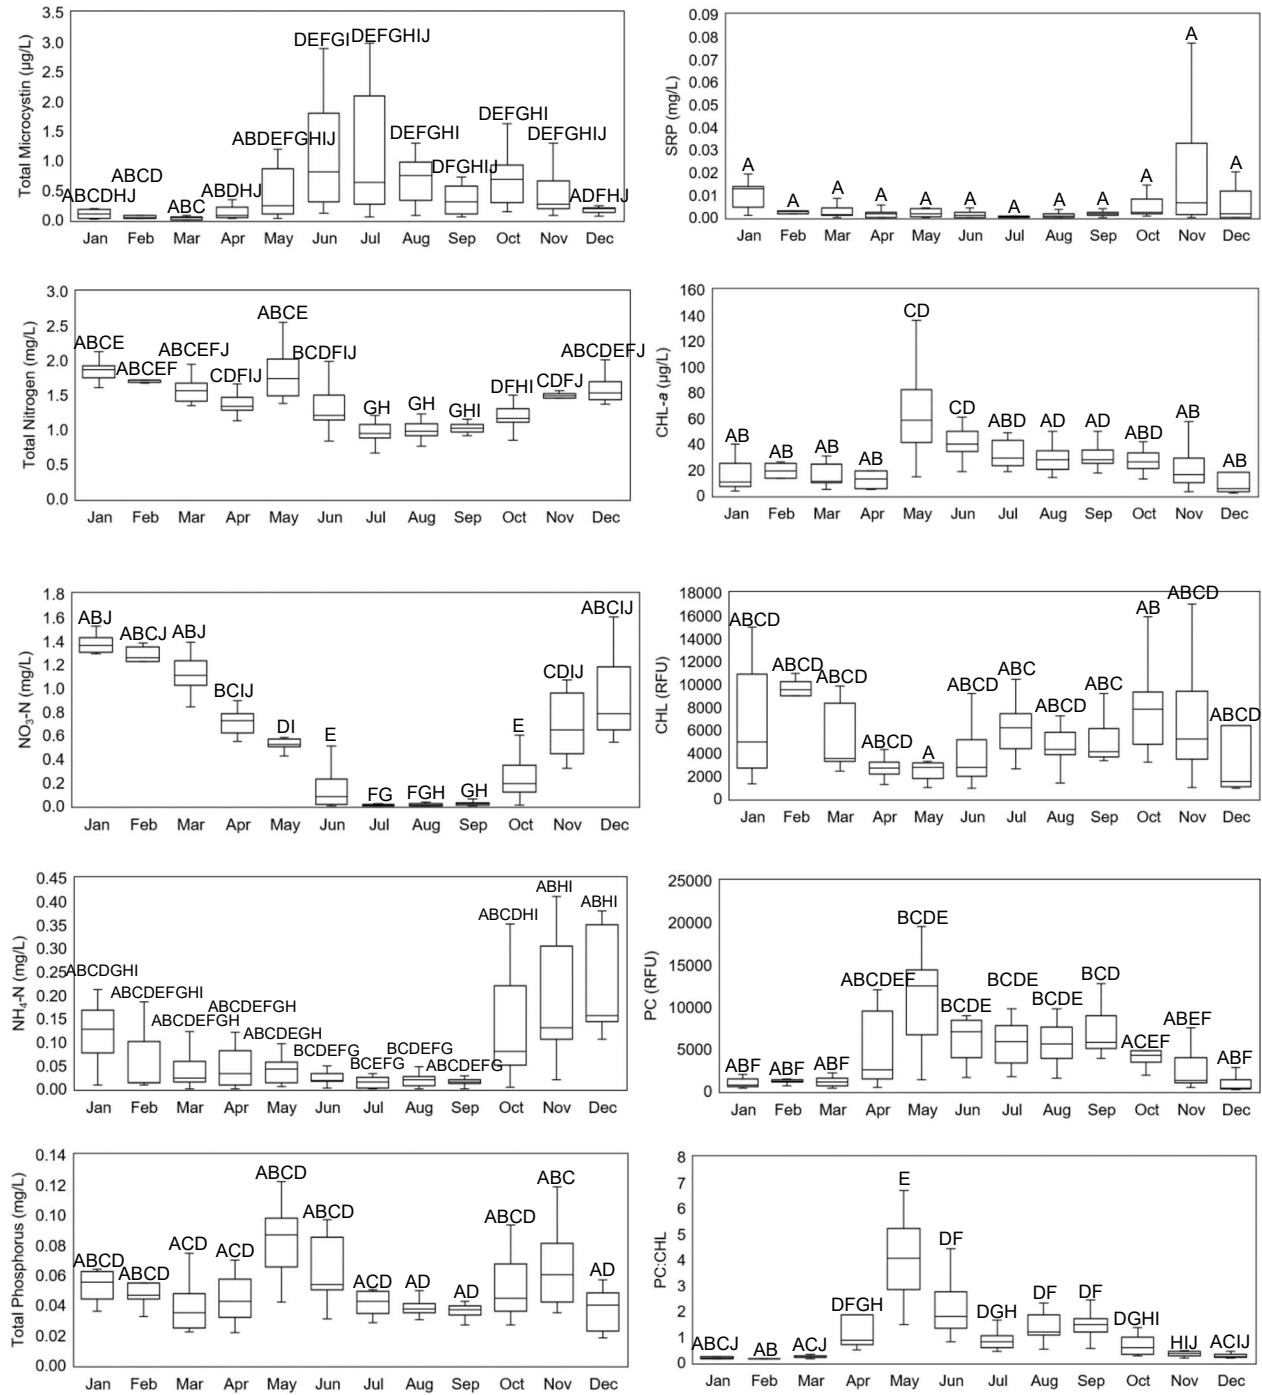 Total Microcystin (µg/L)
3.5
3.0
2.5
2.0
1.5
1.0
0.5
0.0
ABCDHJ
ABCD
ABC
ABDHJ
ABDEFGHIJ
DEFGI
DEFGHIJ
DEFGHI
DFGHIJ
DEFGHI
DEFGHIJ
ADFHJ
Jan Feb Mar Apr May Jun Jul Aug Sep Oct Nov Dec
SRP (mg/L)
0.09
0.08
0.07
0.06
0.05
0.04
0.03
0.02
0.01
0.00
A A A A A A A A A A A A
Jan Feb Mar Apr May Jun Jul Aug Sep Oct Nov Dec
Total Nitrogen (mg/L)
3.0
2.5
2.0
1.5
1.0
0.5
0.0
ABCE
ABCEF
ABCEFJ
CDFIJ
ABCE
BCDFIJ
GH
GH
GHI
DFHI
CDFJ
ABCDEFJ
Jan Feb Mar Apr May Jun Jul Aug Sep Oct Nov Dec
CHL-a (µg/L)
160
140
120
100
80
60
40
20
0
AB
AB
AB
AB
CD
CD
ABD
AD
AD
ABD
AB
AB
Jan Feb Mar Apr May Jun Jul Aug Sep Oct Nov Dec
NO3-N (mg/L)
1.8
1.6
1.4
1.2
1.0
0.8
0.6
0.4
0.2
0.0
ABJ
ABCJ
ABJ
BCIJ
DI
E
FG
FGH
GH
E
CDIJ
ABCIJ
Jan Feb Mar Apr May Jun Jul Aug Sep Oct Nov Dec
CHL (RFU)
18000
16000
14000
12000
10000
8000
6000
4000
2000
0
ABCD
ABCD
ABCD
ABCD
A
ABCD
ABC
ABCD
ABC
AB
ABCD
ABCD
Jan Feb Mar Apr May Jun Jul Aug Sep Oct Nov Dec
NH4-N (mg/L)
0.45
0.40
0.35
0.30
0.25
0.20
0.15
0.10
0.05
0.00
ABCDGHI
ABCDEFGHI
ABCDEFGH
ABCDEFGH
ABCDEGH
BCDEFG
BCEFG
BCDEFG
ABCDEFG
ABCDHI
ABHI
ABHI
Jan Feb Mar Apr May Jun Jul Aug Sep Oct Nov Dec
PC (RFU)
25000
20000
15000
10000
5000
0
ABF
ABF
ABF
ABCDEF
BCDE
BCDE
BCDE
BCDE
BCD
ACEF
ABEF
ABF
Jan Feb Mar Apr May Jun Jul Aug Sep Oct Nov Dec
Total Phosphorus (mg/L)
0.14
0.12
0.10
0.08
0.06
0.04
0.02
0.00
ABCD
ABCD
ACD
ACD
ABCD
ABCD
ACD
AD
AD
ABCD
ABC
AD
Jan Feb Mar Apr May Jun Jul Aug Sep Oct Nov Dec
PC:CHL
8
7
6
5
4
3
2
1
0
ABCJ
AB
ACJ
DFGH
E
DF
DGH
DF
DF
DGHI
HIJ
ACIJ
Jan Feb Mar Apr May Jun Jul Aug Sep Oct Nov Dec